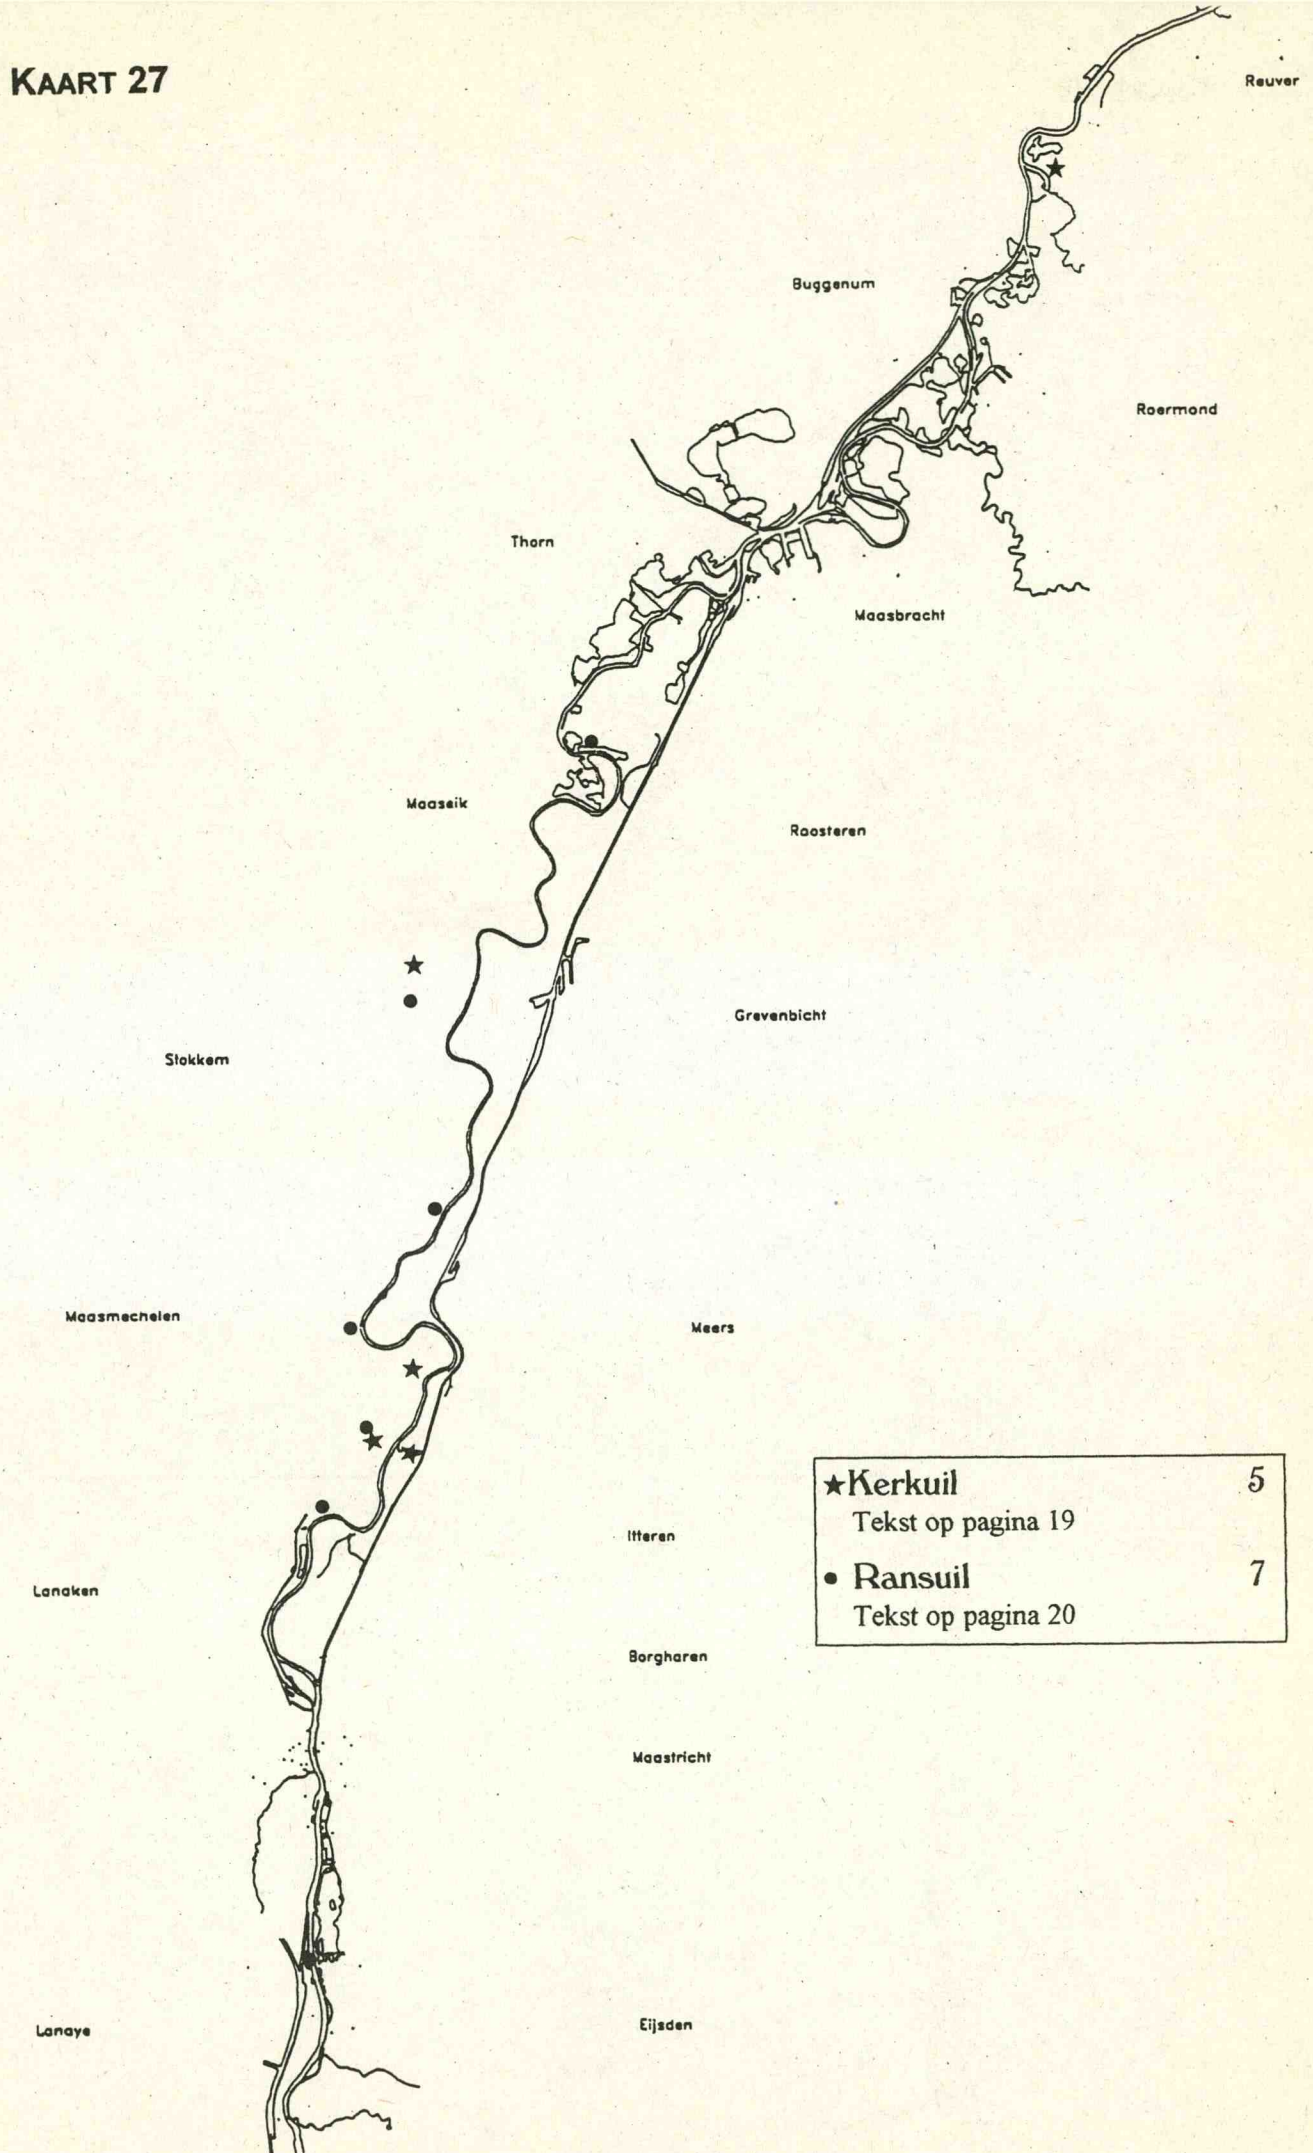 KAART 27
Reuver
Buggenum
Roermond
Thorn
Maasbracht
Maaseik
Roosteren
Grevenbicht
Stokkem
Maasmechelen
Meers
★Kerkuil 5
Tekst op pagina 19
Itteren
• Ransuil 7
Lanaken
Tekst op pagina 20
Borgharen
Maastricht
Eijsden
Lanaye